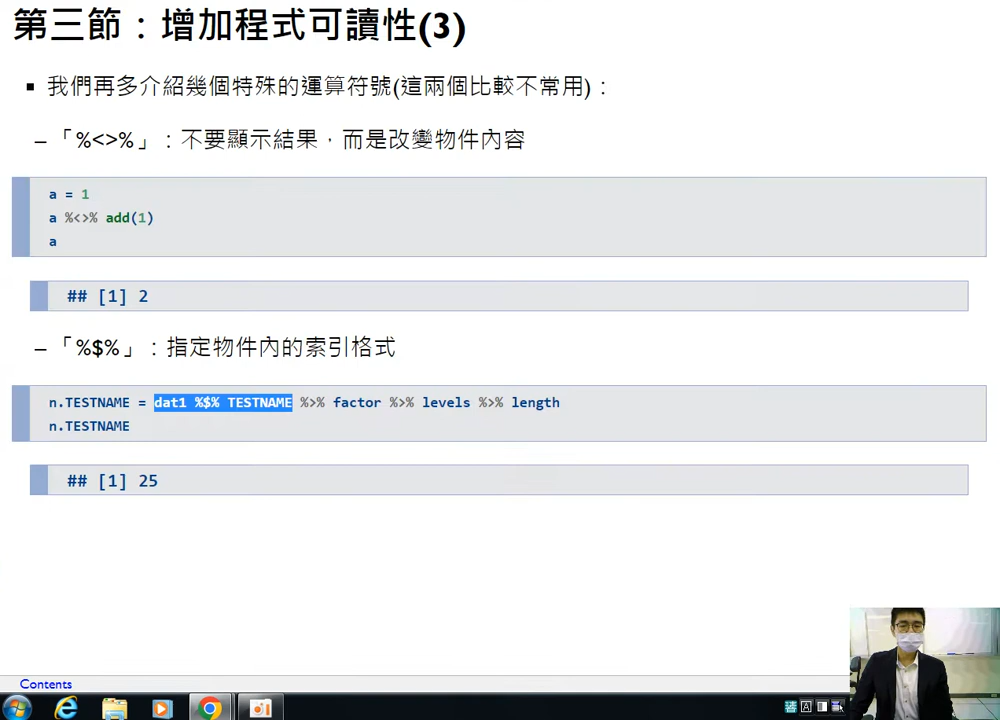 第三節：增加程式可讀性(3)
▪ 我們再多介紹幾個特殊的運算符號(這兩個比較不常用)：
– 「%<>%」：不要顯示結果，而是改變物件內容
a = 1
a %<>% add(1)
a
## [1] 2
– 「%$%」：指定物件內的索引格式
n.TESTNAME = dat1 %$% TESTNAME %>% factor %>% levels %>% length
n.TESTNAME
## [1] 25
Contents